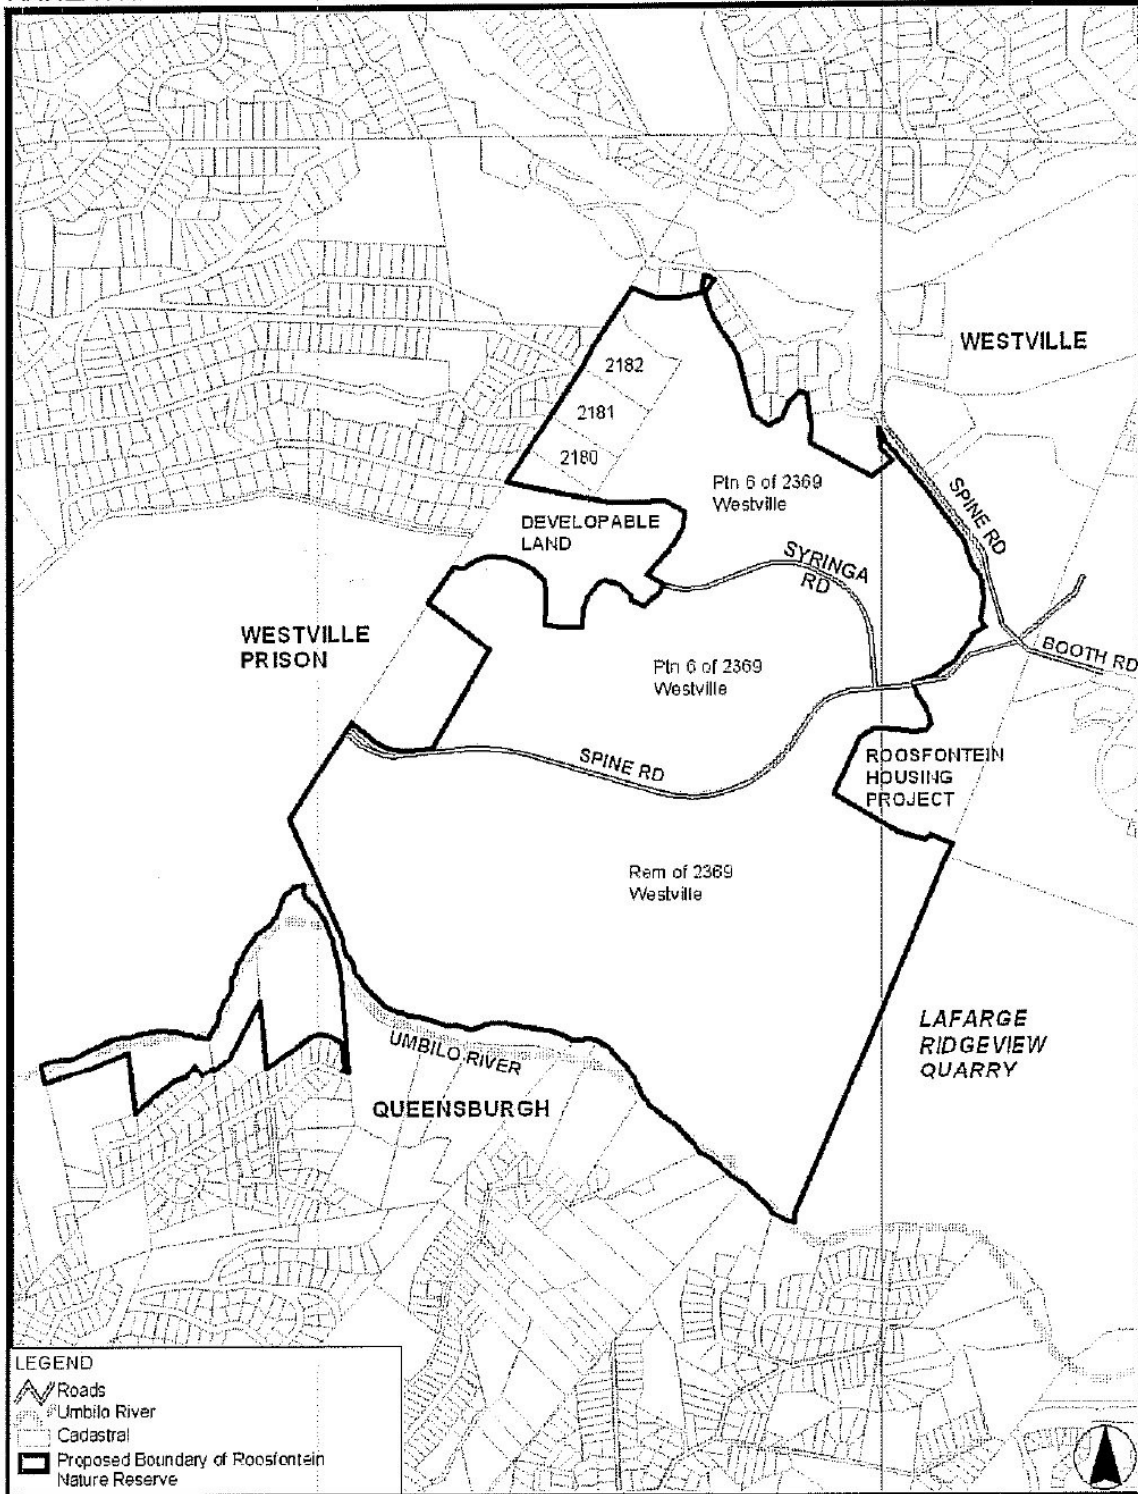 WESTVILLE
2182
2181
2180
Ptn 6 of 2369
Westville
SPINE RD
DEVELOPABLE
LAND
SYRINGA
RD
WESTVILLE
PRISON
BOOTH RD
Ptn 6 of 2369
Westville
SPINE RD
ROOSFONTEIN
HOUSING
PROJECT
Rem of 2369
Westville
LAFARGE
RIDGEVIEW
QUARRY
UMBILO RIVER
QUEENSBURGH
LEGEND
Roads
Umbilo River
Cadastral
Proposed Boundary of Roosfontein
Nature Reserve